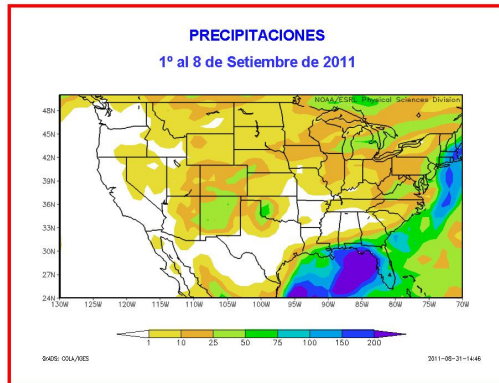 PRECIPITACIONES
1º al 8 de Setiembre de 2011
NOAA/ESRL Physical Sciences Division
48N
45N
42N
39N
36N
33N
30N
27N
24N
130W 125W 120W 115W 110W 105W 100W 95W 90W 85W 80W 75W 70W
1 10 25 50 75 100 150 200
GrADS: COLA/IGES 2011-08-31-14:46